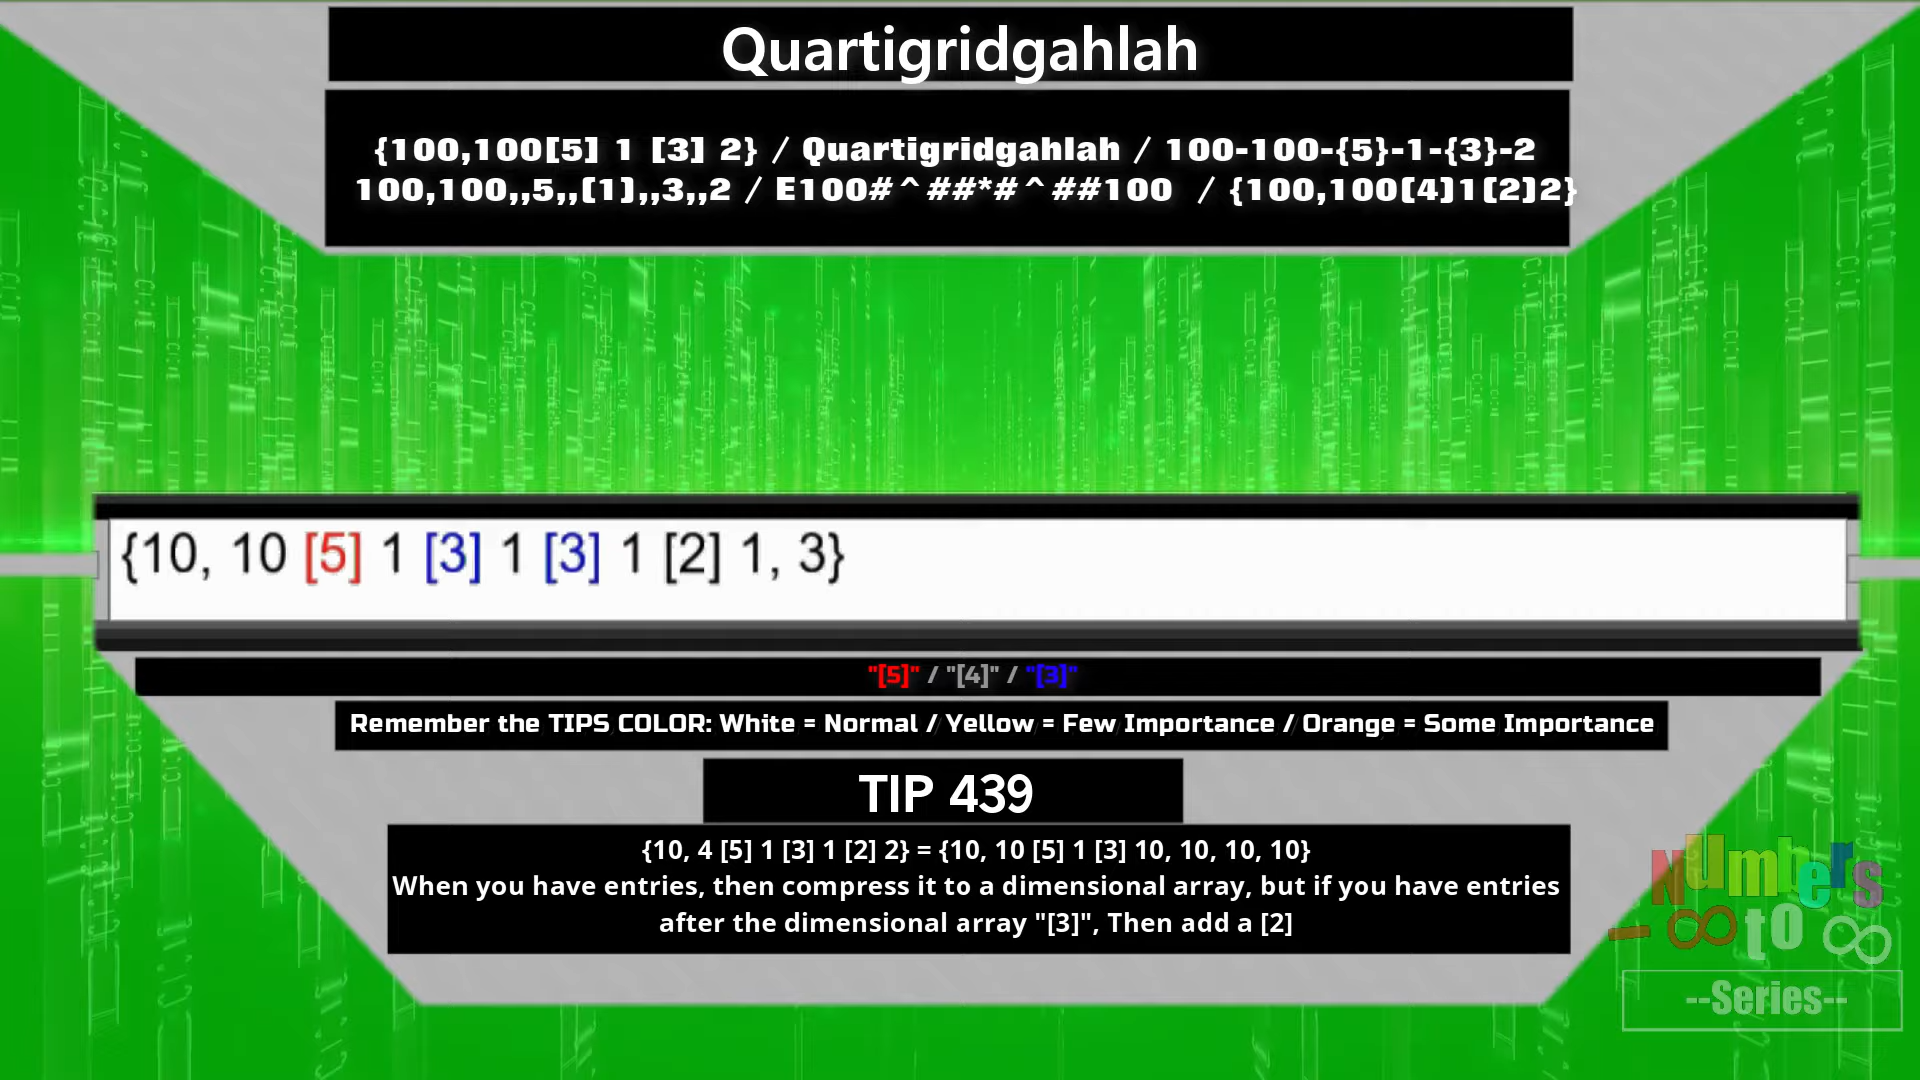 Quartigridgahlah
{100,100[5] 1 [3] 2} / Quartigridgahlah / 100-100-{5}-1-{3}-2
100,100,,5,,(1),,3,,2 / E100#^##*#^##100 / {100,100(4)1(2)2}
{10, 10 [5] 1 [3] 1 [3] 1 [2] 1, 3}
"[5]" / "[4]" / "[3]"
Remember the TIPS COLOR: White = Normal / Yellow = Few Importance / Orange = Some Importance
TIP 439
{10, 4 [5] 1 [3] 1 [2] 2} = {10, 10 [5] 1 [3] 10, 10, 10, 10}
When you have entries, then compress it to a dimensional array, but if you have entries
after the dimensional array "[3]", Then add a [2]
Numbers
-∞ to ∞
--Series--